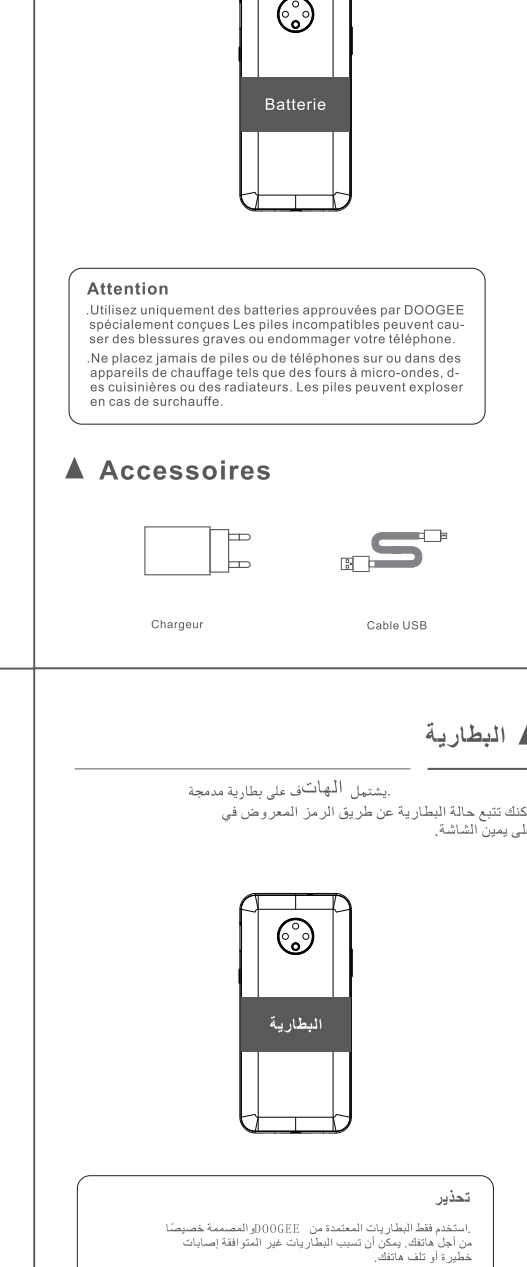 Batterie
Attention
.Utilisez uniquement des batteries approuvées par DOOGEE
spécialement conçues Les piles incompatibles peuvent cau-
ser des blessures graves ou endommager votre téléphone.
.Ne placez jamais de piles ou de téléphones sur ou dans des
appareils de chauffage tels que des fours à micro-ondes, d-
es cuisinières ou des radiateurs. Les piles peuvent exploser
en cas de surchauffe.
▲ Accessoires
Chargeur
Cable USB
▲ البطارية
.يشتمل الهاتف على بطارية مدمجة
تتبع حالة البطارية عن طريق الرمز المعروض في
يمين الشاشة.
البطارية
تحذير
.استخدم فقط البطاريات المعتمدة من DOOGEEوالمصممة خصيصًا
من أجل هاتفك. يمكن أن تسبب البطاريات غير المتوافقة إصابات
خطيرة أو تلف هاتفك.